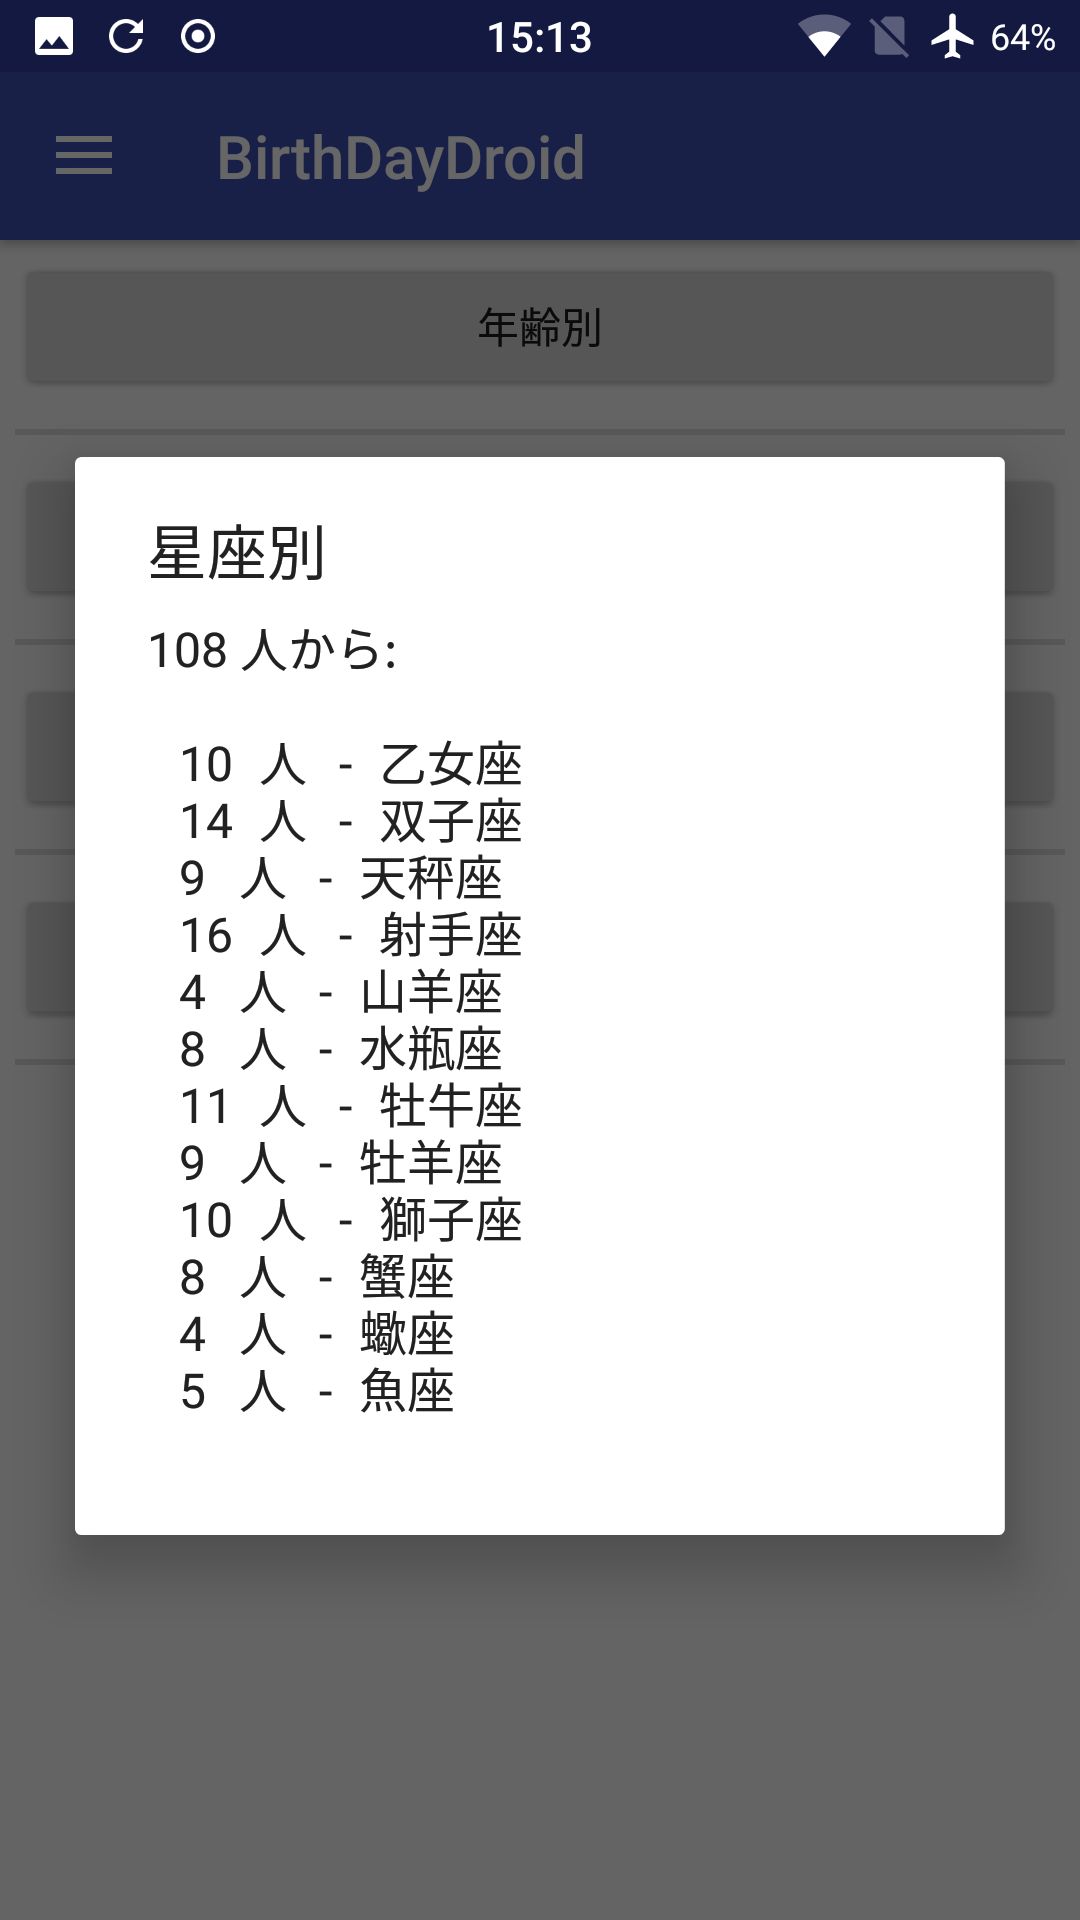 15:13
64%
BirthDayDroid
年齢別
星座別
108 人から:
10 人 - 乙女座
14 人 - 双子座
9 人 - 天秤座
16 人 - 射手座
4 人 - 山羊座
8 人 - 水瓶座
11 人 - 牡牛座
9 人 - 牡羊座
10 人 - 獅子座
8 人 - 蟹座
4 人 - 蠍座
5 人 - 魚座